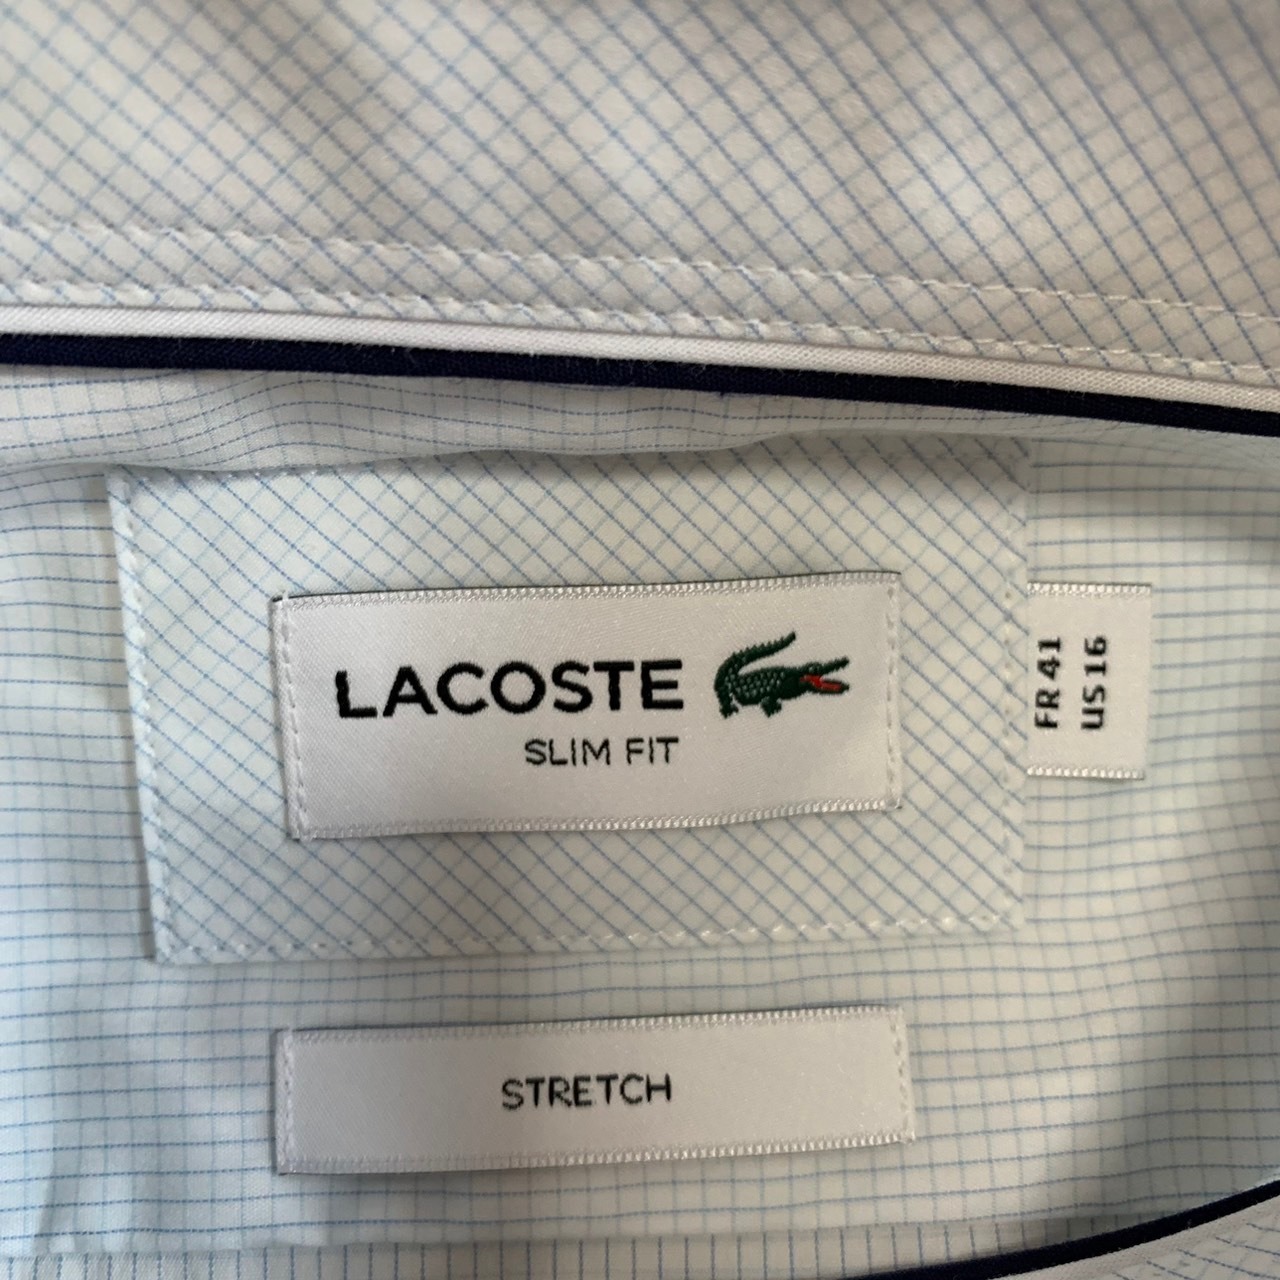 LACOSTE
SLIM FIT
FR 41
US 16
STRETCH